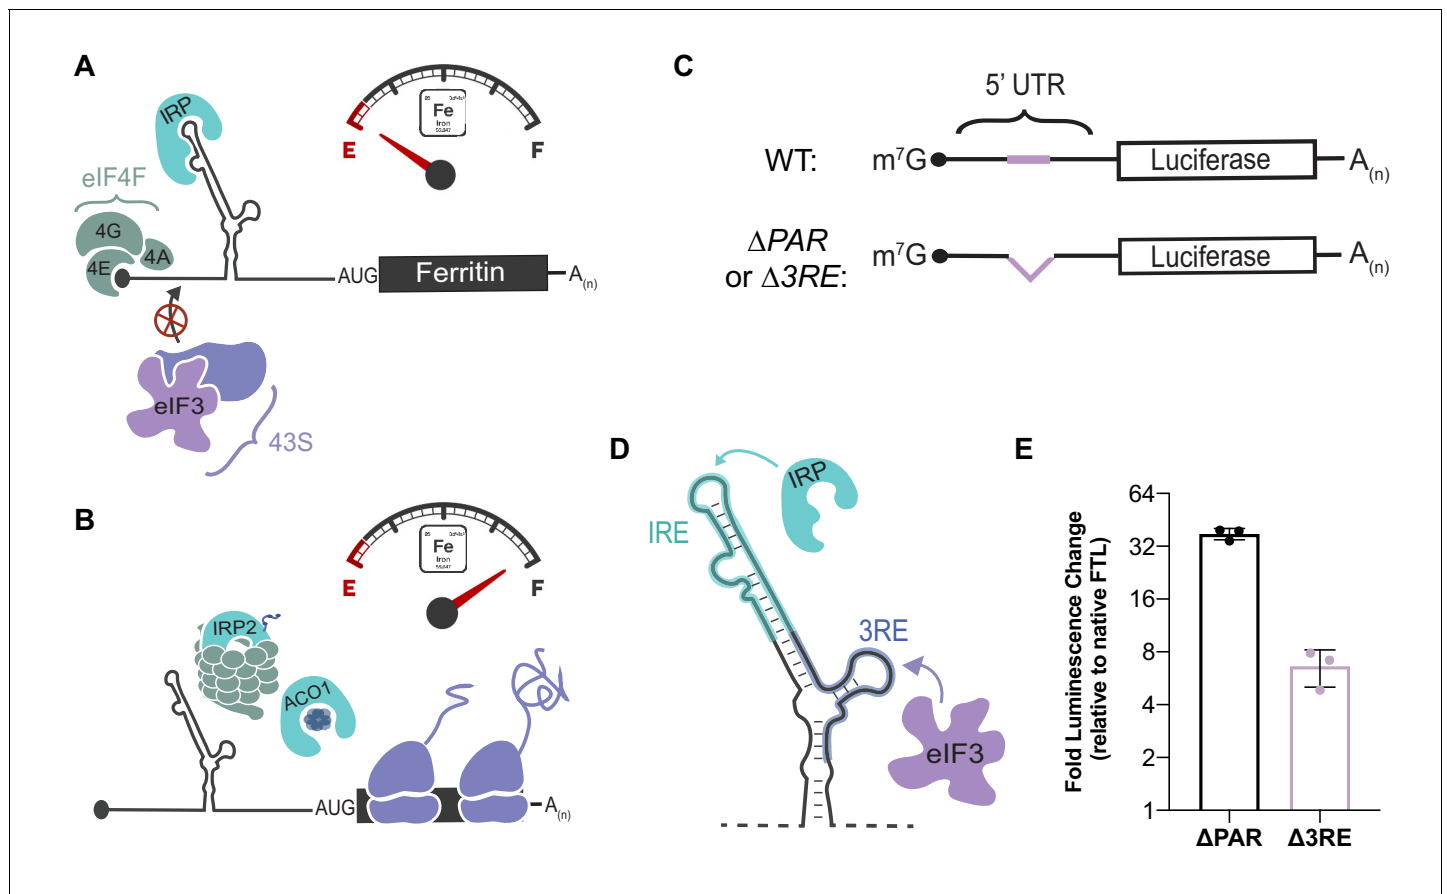 A
IRP
Fe
Iron
E
F
eIF4F
4G
4E
4A
AUG
Ferritin
A(n)
eIF3
43S
B
Fe
Iron
E
F
IRP2
ACO1
AUG
A(n)
C
5’ UTR
WT:
m⁷G
Luciferase
A(n)
ΔPAR
or Δ3RE:
m⁷G
Luciferase
A(n)
D
IRP
IRE
3RE
eIF3
E
Fold Luminescence Change
(relative to native FTL)
64
32
16
8
4
2
1
ΔPAR
Δ3RE